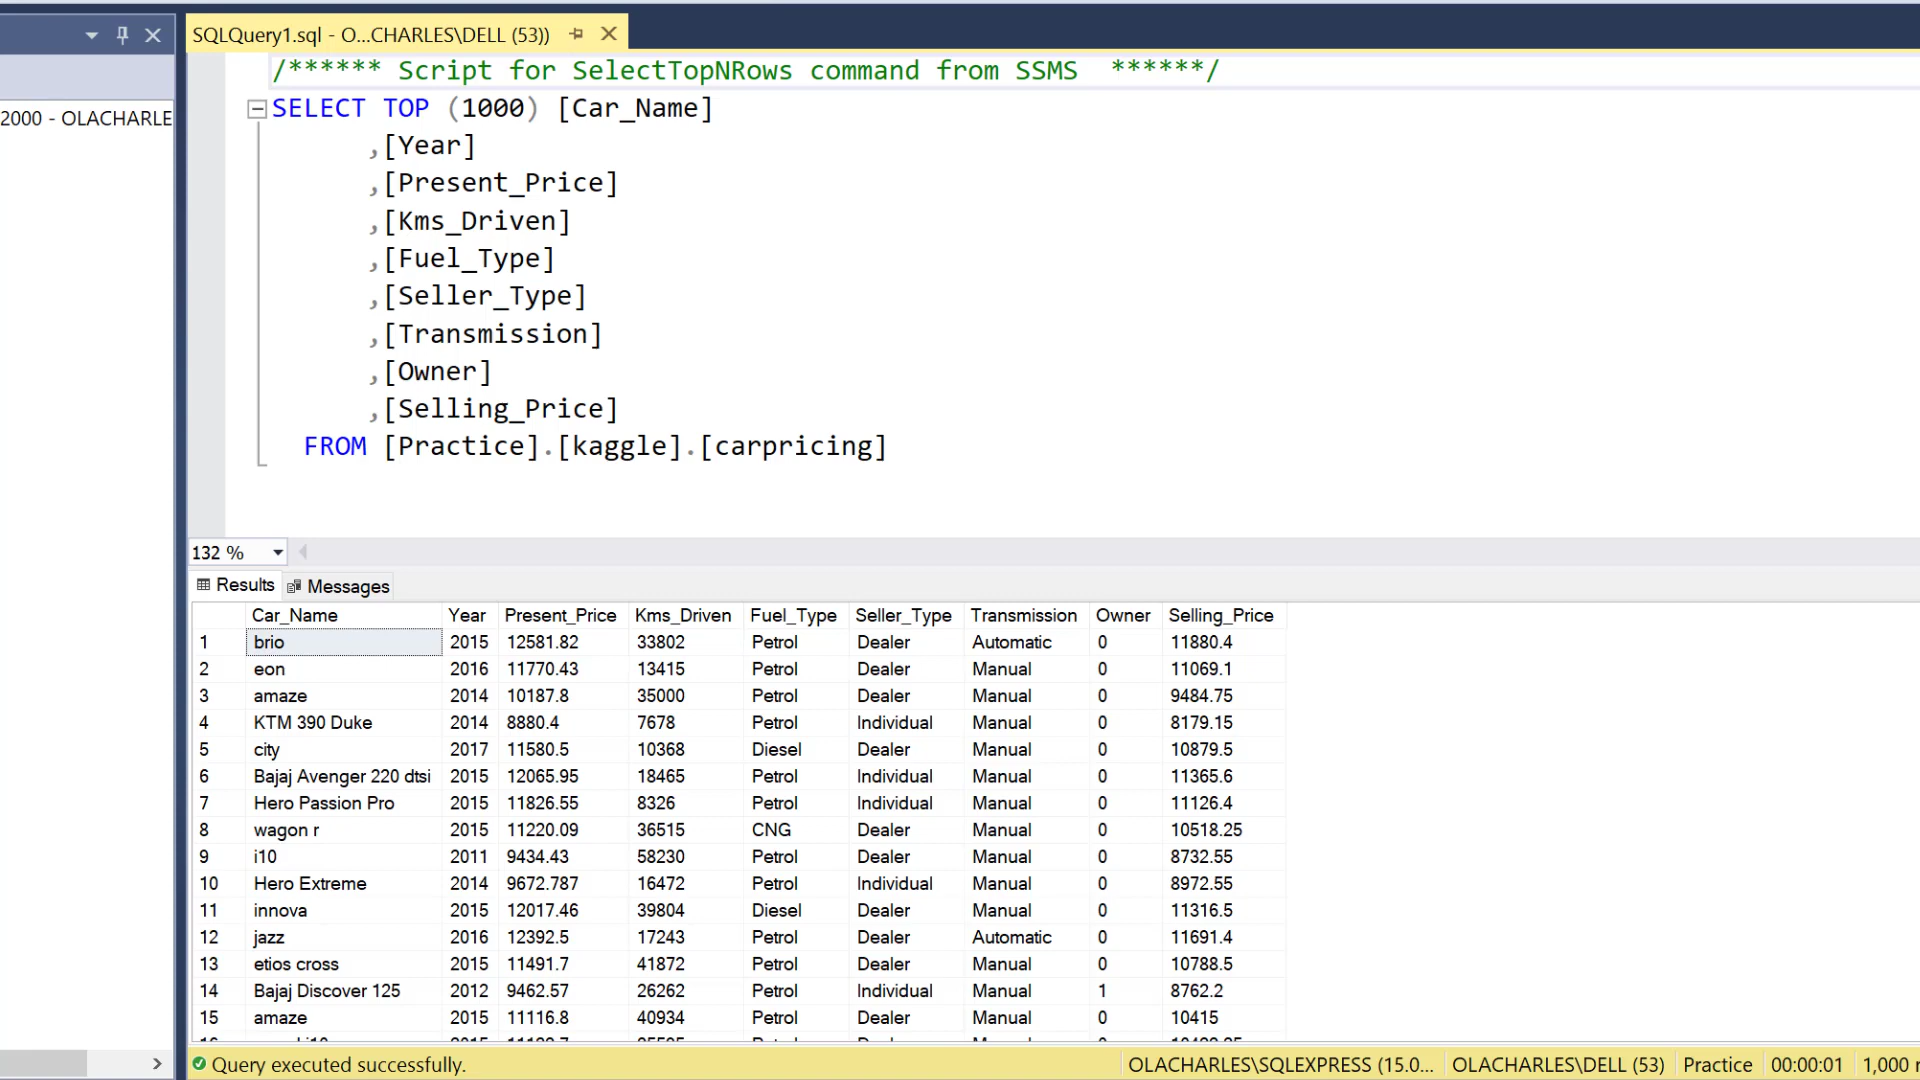 SQLQuery1.sql - O...CHARLES\DELL (53))
/****** Script for SelectTopNRows command from SSMS  ******/
2000 - OLACHARLE
SELECT TOP (1000) [Car_Name]
,[Year]
,[Present_Price]
,[Kms_Driven]
,[Fuel_Type]
,[Seller_Type]
,[Transmission]
,[Owner]
,[Selling_Price]
FROM [Practice].[kaggle].[carpricing]
132 %
Results Messages
Car_Name Year Present_Price Kms_Driven Fuel_Type Seller_Type Transmission Owner Selling_Price
1 brio 2015 12581.82 33802 Petrol Dealer Automatic 0 11880.4
2 eon 2016 11770.43 13415 Petrol Dealer Manual 0 11069.1
3 amaze 2014 10187.8 35000 Petrol Dealer Manual 0 9484.75
4 KTM 390 Duke 2014 8880.4 7678 Petrol Individual Manual 0 8179.15
5 city 2017 11580.5 10368 Diesel Dealer Manual 0 10879.5
6 Bajaj Avenger 220 dtsi 2015 12065.95 18465 Petrol Individual Manual 0 11365.6
7 Hero Passion Pro 2015 11826.55 8326 Petrol Individual Manual 0 11126.4
8 wagon r 2015 11220.09 36515 CNG Dealer Manual 0 10518.25
9 i10 2011 9434.43 58230 Petrol Dealer Manual 0 8732.55
10 Hero Extreme 2014 9672.787 16472 Petrol Individual Manual 0 8972.55
11 innova 2015 12017.46 39804 Diesel Dealer Manual 0 11316.5
12 jazz 2016 12392.5 17243 Petrol Dealer Automatic 0 11691.4
13 etios cross 2015 11491.7 41872 Petrol Dealer Manual 0 10788.5
14 Bajaj Discover 125 2012 9462.57 26262 Petrol Individual Manual 1 8762.2
15 amaze 2015 11116.8 40934 Petrol Dealer Manual 0 10415
Query executed successfully. OLACHARLES\SQLEXPRESS (15.0... OLACHARLES\DELL (53) Practice 00:00:01 1,000